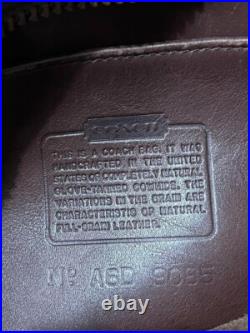 COACH
THIS IS A COACH BAG. IT WAS
HANDCRAFTED IN THE UNITED
STATES OF COMPLETELY NATURAL
GLOVE-TANNED COWHIDE. THE
VARIATIONS IN THE GRAIN ARE
CHARACTERISTIC OF NATURAL
FULL-GRAIN LEATHER.
Nº A6D 9085